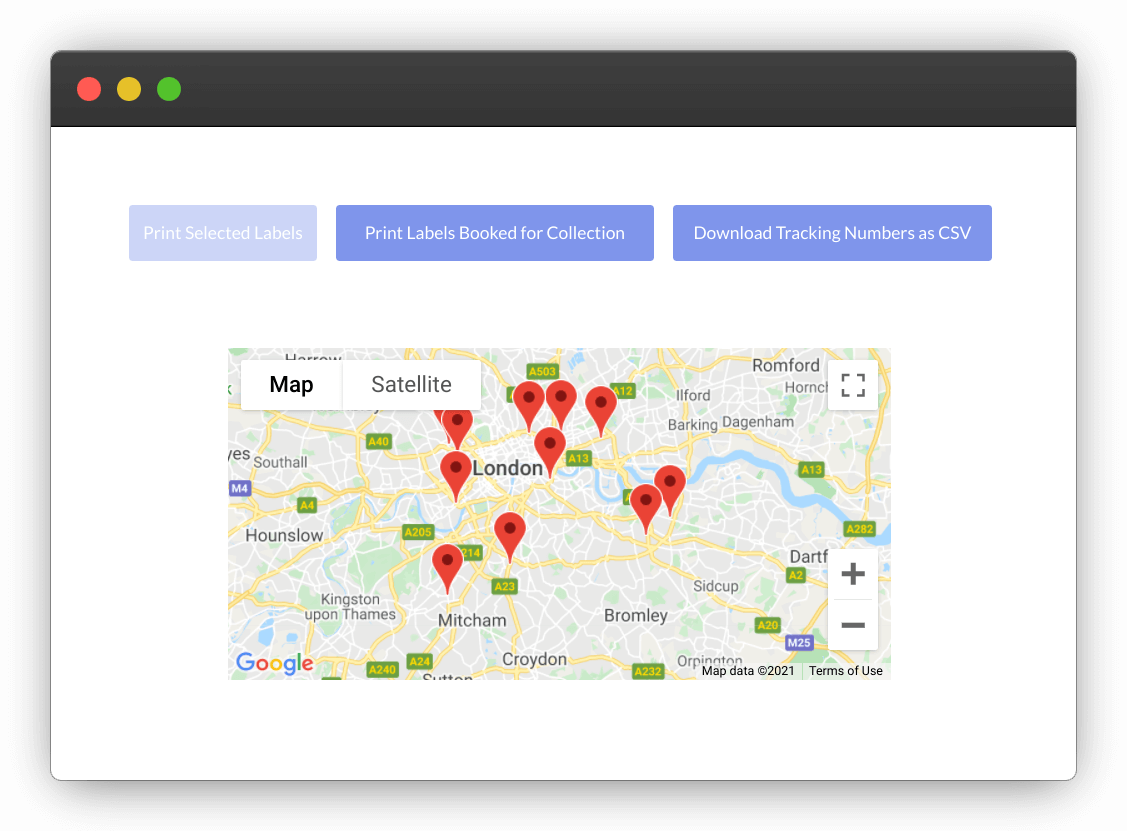 Print Selected Labels
Print Labels Booked for Collection
Download Tracking Numbers as CSV
Harrow
Map
Satellite
A503
Romford
A12
Ilford
Hornch
Barking
Dagenham
A40
yes
Southall
London
A13
A13
M4
A4
A282
Hounslow
A205
214
Dartf
A23
A2
Sidcup
Kingston
upon Thames
Mitcham
Bromley
A20
M25
Google
A240
A24
Croydon
A232
Orpington
Sutton
Map data ©2021
Terms of Use